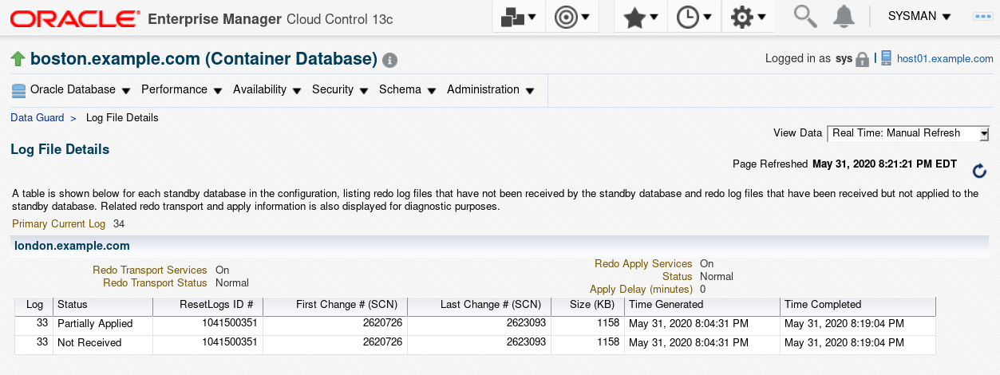 ORACLE® Enterprise Manager Cloud Control 13c SYSMAN
boston.example.com (Container Database) Logged in as sys host01.example.com
Oracle Database Performance Availability Security Schema Administration
Data Guard > Log File Details
View Data Real Time: Manual Refresh
Log File Details
Page Refreshed May 31, 2020 8:21:21 PM EDT
A table is shown below for each standby database in the configuration, listing redo log files that have not been received by the standby database and redo log files that have been received but not applied to the
standby database. Related redo transport and apply information is also displayed for diagnostic purposes.
Primary Current Log 34
london.example.com
Redo Transport Services On
Redo Transport Status Normal
Redo Apply Services On
Status Normal
Apply Delay (minutes) 0
Log Status ResetLogs ID # First Change # (SCN) Last Change # (SCN) Size (KB) Time Generated Time Completed
33 Partially Applied 1041500351 2620726 2623093 1158 May 31, 2020 8:04:31 PM May 31, 2020 8:19:04 PM
33 Not Received 1041500351 2620726 2623093 1158 May 31, 2020 8:04:31 PM May 31, 2020 8:19:04 PM